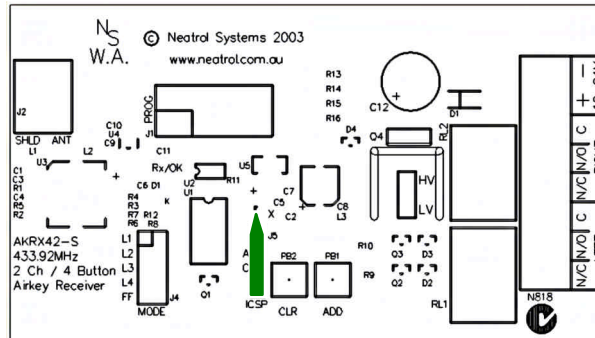 NS
W.A.
© Neatrol Systems 2003
www.neatrol.com.au
J2
SHLD ANT
L1
U3
L2
C10
U4
C9
C11
PROG
J1
Rx/OK
U2
U1
R11
U5
C7
C5
C2
C8
L3
X
J5
R13
R14
R15
R16
C12
D4
Q4
D1
RL2
HV
LV
C1
C3
R1
C4
R5
R2
C6 D1
R4
R3
R7 R12
R6 R8
K
AKRX42-S
433.92MHz
2 Ch / 4 Button
Airkey Receiver
L1
L2
L3
L4
FF
J4
MODE
Q1
A
C
ICSP
PB2
CLR
PB1
ADD
R10
R9
Q3
D3
Q2
D2
RL1
N/C N/O C
N/C N/O C
+ -
N818